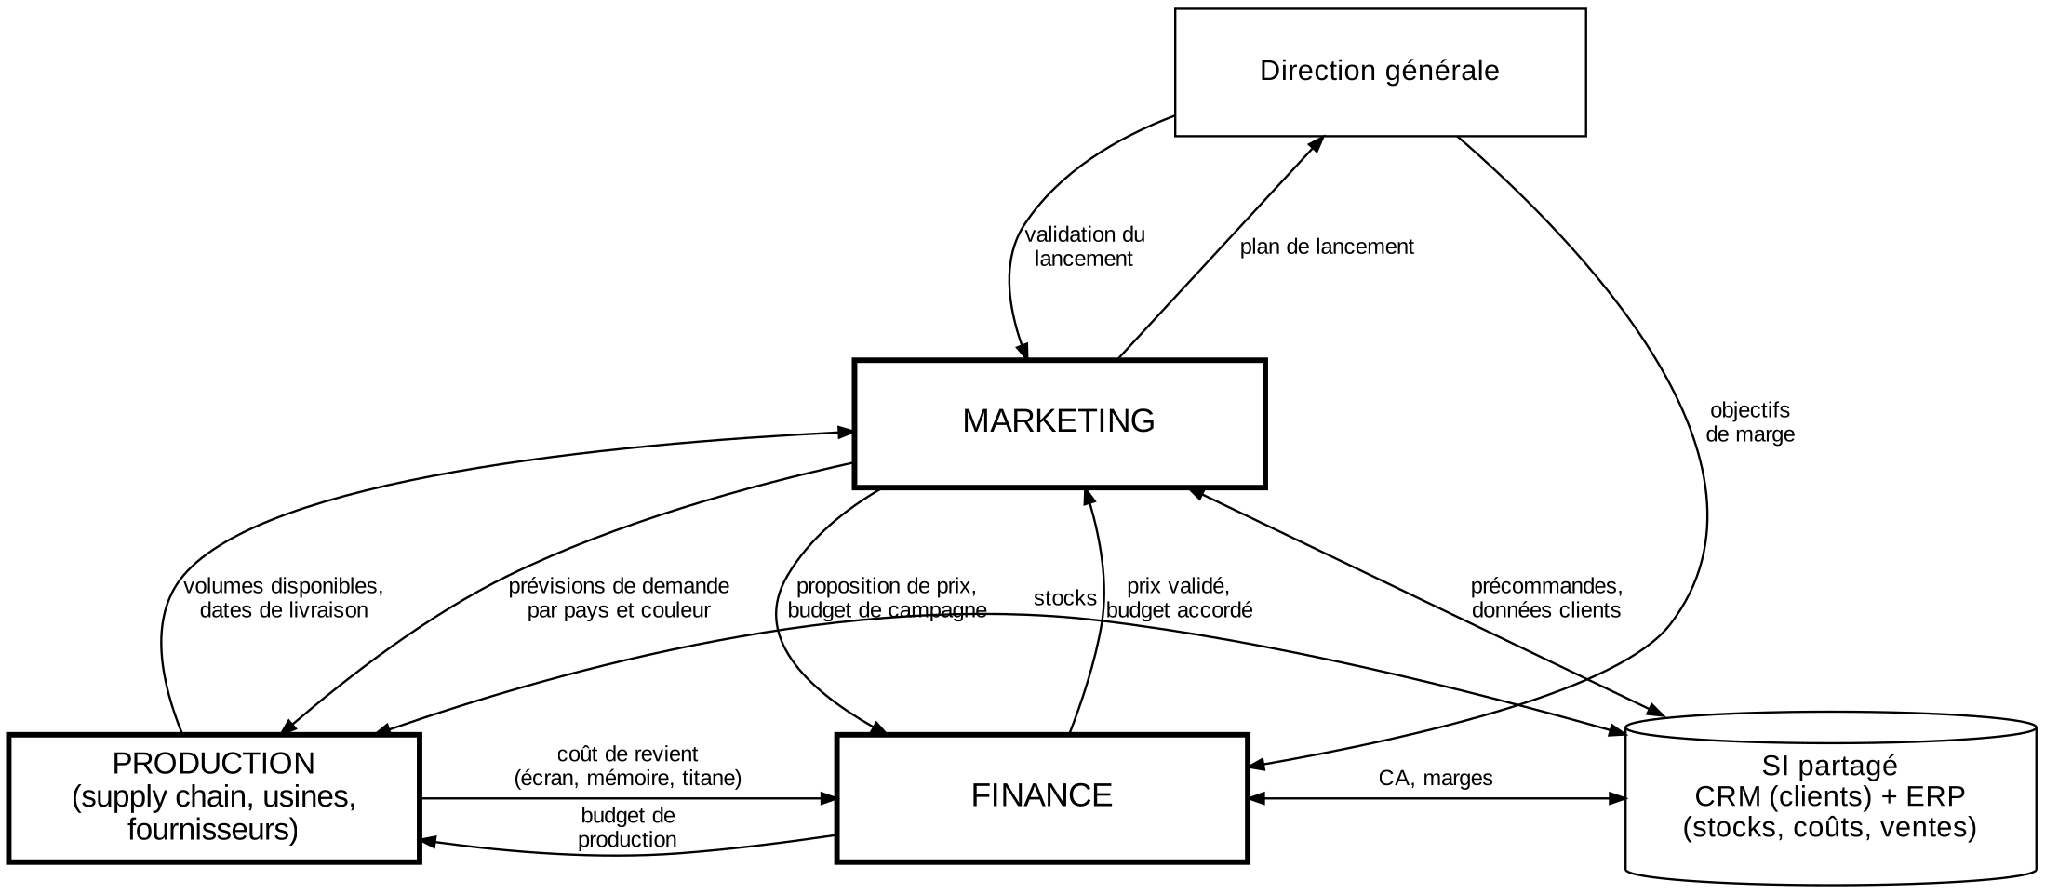 Direction générale
validation du
lancement
plan de lancement
MARKETING
objectifs
de marge
volumes disponibles,
dates de livraison
prévisions de demande
par pays et couleur
proposition de prix,
budget de campagne
stocks
prix validé,
budget accordé
précommandes,
données clients
PRODUCTION
(supply chain, usines,
fournisseurs)
coût de revient
(écran, mémoire, titane)
budget de
production
FINANCE
CA, marges
SI partagé
CRM (clients) + ERP
(stocks, coûts, ventes)